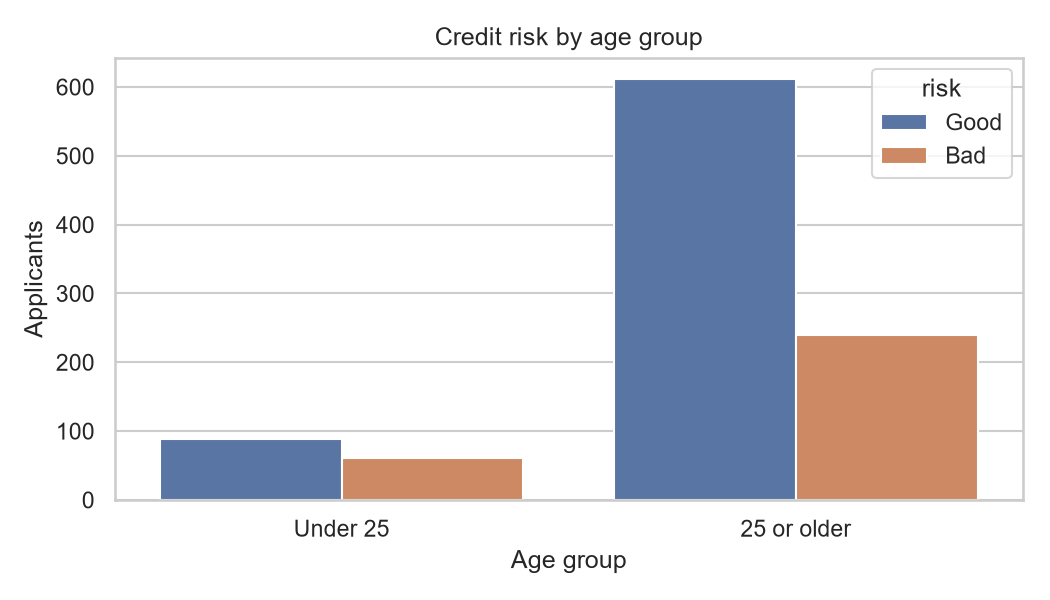 Credit risk by age group
risk
Good
Bad
600
500
400
300
200
100
0
Applicants
Under 25
25 or older
Age group